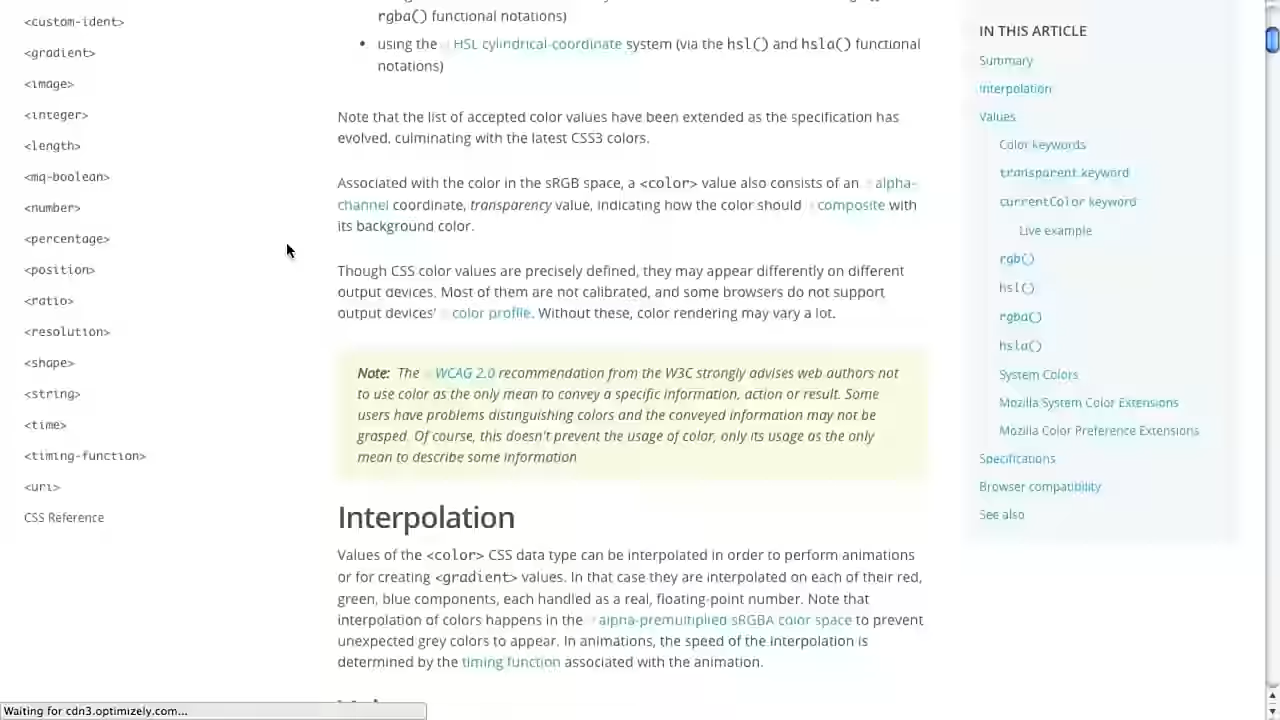 <custom-ident>
<gradient>
<image>
<integer>
<length>
<mq-boolean>
<number>
<percentage>
<position>
<ratio>
<resolution>
<shape>
<string>
<time>
<timing-function>
<uri>
CSS Reference
rgba() functional notations)
• using the HSL cylindrical-coordinate system (via the hsl() and hsla() functional
notations)
Note that the list of accepted color values have been extended as the specification has
evolved, culminating with the latest CSS3 colors.
Associated with the color in the sRGB space, a <color> value also consists of an alpha-
channel coordinate, transparency value, indicating how the color should composite with
its background color.
Though CSS color values are precisely defined, they may appear differently on different
output devices. Most of them are not calibrated, and some browsers do not support
output devices' color profile. Without these, color rendering may vary a lot.
Note: The WCAG 2.0 recommendation from the W3C strongly advises web authors not
to use color as the only mean to convey a specific information, action or result. Some
users have problems distinguishing colors and the conveyed information may not be
grasped. Of course, this doesn't prevent the usage of color, only its usage as the only
mean to describe some information
Interpolation
Values of the <color> CSS data type can be interpolated in order to perform animations
or for creating <gradient> values. In that case they are interpolated on each of their red,
green, blue components, each handled as a real, floating-point number. Note that
interpolation of colors happens in the alpha-premultiplied sRGBA color space to prevent
unexpected grey colors to appear. In animations, the speed of the interpolation is
determined by the timing function associated with the animation.
IN THIS ARTICLE
Summary
Interpolation
Values
Color keywords
transparent keyword
currentColor keyword
Live example
rgb()
hsl()
rgba()
hsla()
System Colors
Mozilla System Color Extensions
Mozilla Color Preference Extensions
Specifications
Browser compatibility
See also
Waiting for cdn3.optimizely.com...